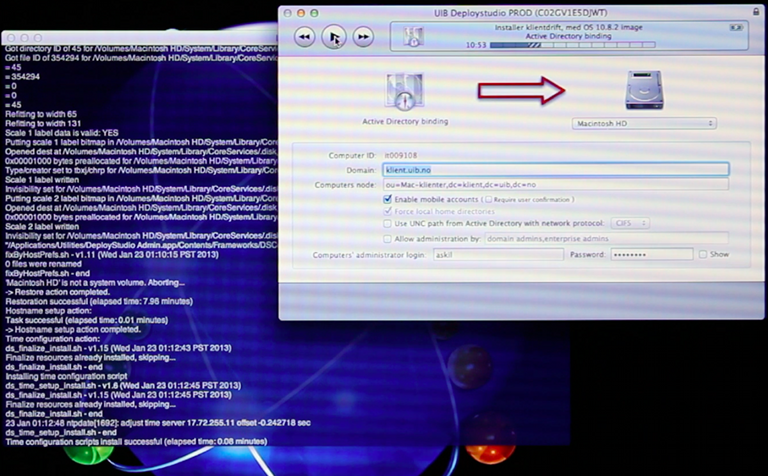 Got directory ID of 45 for /Volumes/Macintosh HD/System/Library/CoreServices/
Got file ID of 354294 for /Volumes/Macintosh HD/System/Library/CoreServices/
= 45
= 354294
= 0
= 0
= 45
Refitting to width 65
Refitting to width 131
Scale 1 label data is valid: YES
Putting scale 1 label bitmap in /Volumes/Macintosh HD/System/Library/Core
Opened dest at /Volumes/Macintosh HD/System/Library/CoreServices/.disk
0x00001000 bytes preallocated for /Volumes/Macintosh HD/System/Library/
Type/creator set to tbxj/chrp for /Volumes/Macintosh HD/System/Library/Co
Scale 1 label written
Invisibility set for /Volumes/Macintosh HD/System/Library/CoreServices/.disk
Putting scale 2 label bitmap in /Volumes/Macintosh HD/System/Library/Core
Opened dest at /Volumes/Macintosh HD/System/Library/CoreServices/.disk
0x00001000 bytes preallocated for /Volumes/Macintosh HD/System/Library/
Scale 2 label written
Invisibility set for /Volumes/Macintosh HD/System/Library/CoreServices/.disk
"/Applications/Utilities/DeployStudio Admin.app/Contents/Frameworks/DSC
fixByHostPrefs.sh - v1.11 (Wed Jan 23 01:10:15 PST 2013)
0 files were renamed
fixByHostPrefs.sh - end
'Macintosh HD' is not a system volume. Aborting...
-> Restore action completed.
Restoration successful (elapsed time: 7.98 minutes)
Hostname setup action:
Task successful (elapsed time: 0.01 minutes)
-> Hostname setup action completed.
Time configuration action:
ds_finalize_install.sh - v1.15 (Wed Jan 23 01:12:43 PST 2013)
Finalize resources already installed, skipping...
ds_finalize_install.sh - end
Installing time configuration script
ds_time_setup_install.sh - v1.6 (Wed Jan 23 01:12:45 PST 2013)
ds_finalize_install.sh - v1.15 (Wed Jan 23 01:12:45 PST 2013)
Finalize resources already installed, skipping...
ds_finalize_install.sh - end
23 Jan 01:12:48 ntpdate[1692]: adjust time server 17.72.255.11 offset -0.242718 sec
ds_time_setup_install.sh - end
Time configuration scripts install successful (elapsed time: 0.08 minutes)
UIB Deploystudio PROD (C02GV1E5DJWT)
Installer klientdrift, med OS 10.8.2 image
Active Directory binding
10:53
Active Directory binding
Macintosh HD
Computer ID: it009108
Domain: klient.uib.no
Computers node: ou=Mac-klienter,dc=klient,dc=uib,dc=no
Enable mobile accounts ( Require user confirmation )
Force local home directories
Use UNC path from Active Directory with network protocol: CIFS
Allow administration by: domain admins,enterprise admins
Computers' administrator login: askif Password: •••••••• Show